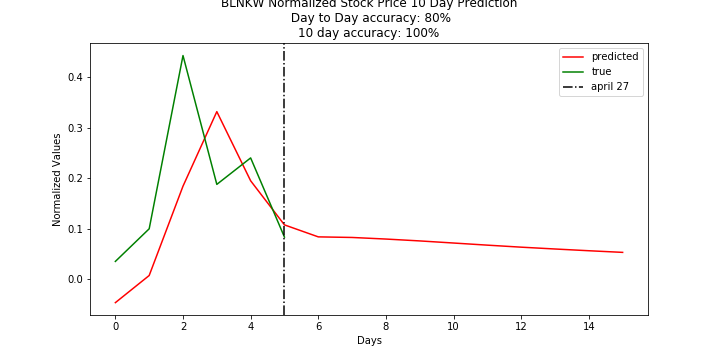 BLNKW Normalized Stock Price 10 Day Prediction
Day to Day accuracy: 80%
10 day accuracy: 100%
predicted
true
april 27
Normalized Values
0.4
0.3
0.2
0.1
0.0
0 2 4 6 8 10 12 14
Days